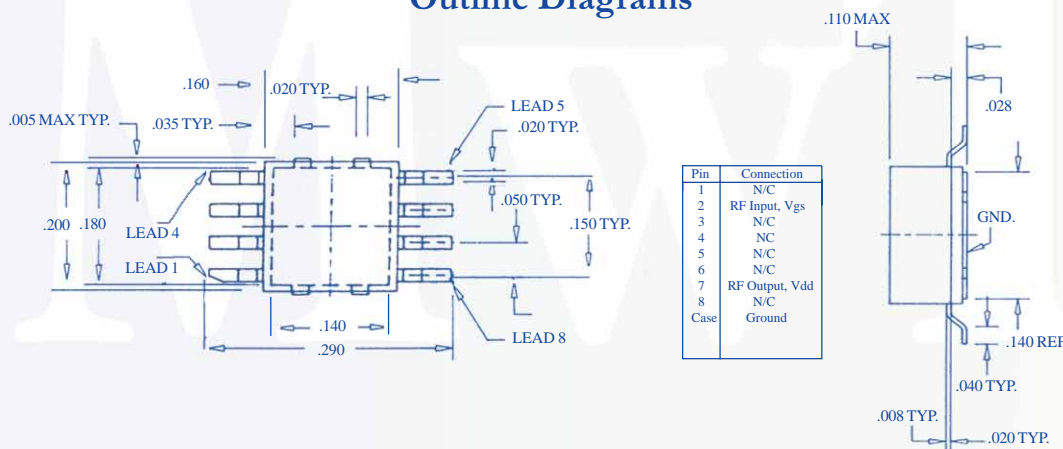 Outline Diagrams
.110 MAX
.160
.020 TYP.
LEAD 5
.028
.005 MAX TYP.
.035 TYP.
.020 TYP.
.050 TYP.
.150 TYP.
.200
.180
LEAD 4
LEAD 1
.140
.290
LEAD 8
Pin Connection
1 N/C
2 RF Input, Vgs
3 N/C
4 NC
5 N/C
6 N/C
7 RF Output, Vdd
8 N/C
Case Ground
GND.
.140 REF
.040 TYP.
.008 TYP.
.020 TYP.